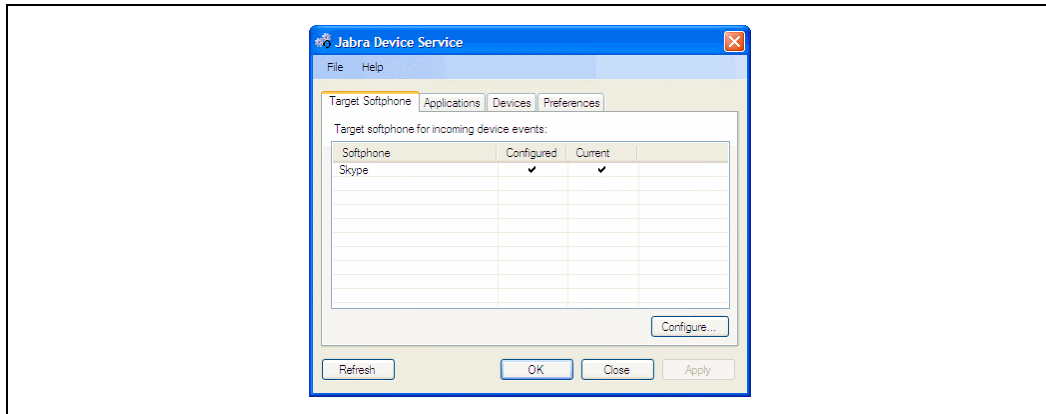 Jabra Device Service
File Help
Target Softphone Applications Devices Preferences
Target softphone for incoming device events:
Softphone Configured Current
Skype ✔ ✔
Configure...
Refresh OK Close Apply